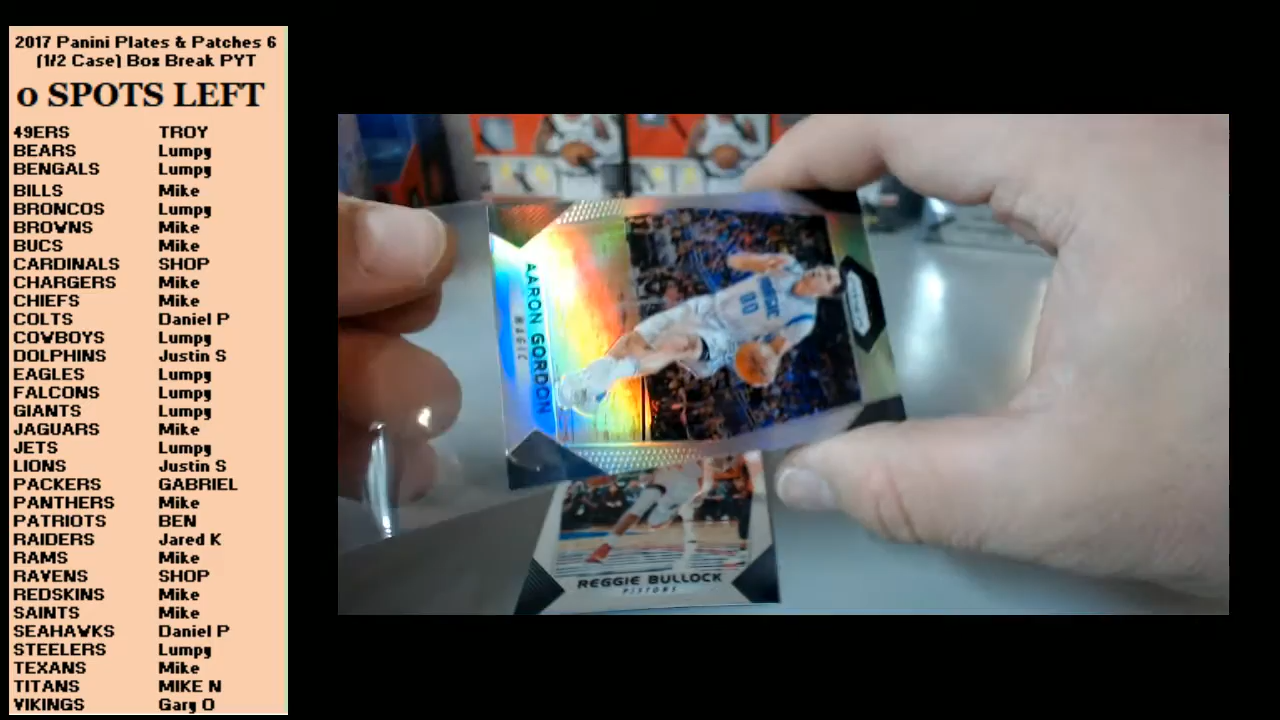 2017 Panini Plates & Patches 6
(1/2 Case) Box Break PYT
0 SPOTS LEFT
49ERS TROY
BEARS Lumpy
BENGALS Lumpy
BILLS Mike
BRONCOS Lumpy
BROWNS Mike
BUCS Mike
CARDINALS SHOP
CHARGERS Mike
CHIEFS Mike
COLTS Daniel P
COWBOYS Lumpy
DOLPHINS Justin S
EAGLES Lumpy
FALCONS Lumpy
GIANTS Lumpy
JAGUARS Mike
JETS Lumpy
LIONS Justin S
PACKERS GABRIEL
PANTHERS Mike
PATRIOTS BEN
RAIDERS Jared K
RAMS Mike
RAVENS SHOP
REDSKINS Mike
SAINTS Mike
SEAHAWKS Daniel P
STEELERS Lumpy
TEXANS Mike
TITANS MIKE N
VIKINGS Gary O
AARON GORDON
MAGIC
MAGIC
00
REGGIE BULLOCK
PISTONS